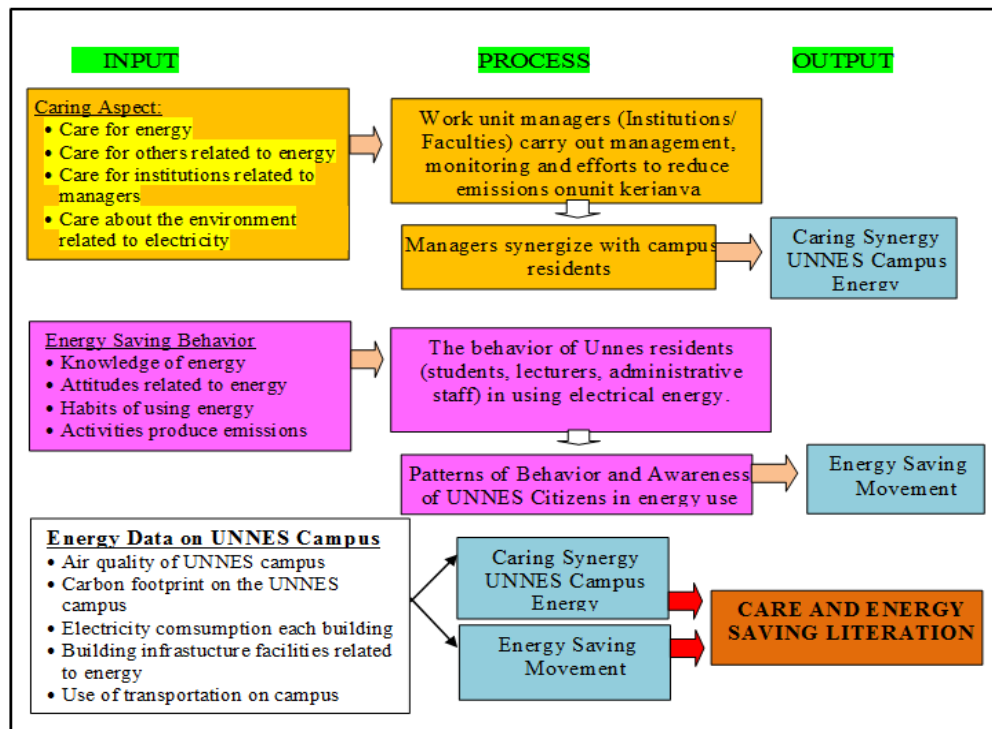 INPUT
PROCESS
OUTPUT
Caring Aspect:
• Care for energy
• Care for others related to energy
• Care for institutions related to
managers
• Care about the environment
related to electricity
Work unit managers (Institutions/
Faculties) carry out management,
monitoring and efforts to reduce
emissions onunit kerianva
Managers synergize with campus
residents
Caring Synergy
UNNES Campus
Energy
Energy Saving Behavior
• Knowledge of energy
• Attitudes related to energy
• Habits of using energy
• Activities produce emissions
The behavior of Unnes residents
(students, lecturers, administrative
staff) in using electrical energy.
Patterns of Behavior and Awareness
of UNNES Citizens in energy use
Energy Saving
Movement
Energy Data on UNNES Campus
• Air quality of UNNES campus
• Carbon footprint on the UNNES
campus
• Electricity comsumption each building
• Building infrastucture facilities related
to energy
• Use of transportation on campus
Caring Synergy
UNNES Campus
Energy
Energy Saving
Movement
CARE AND ENERGY
SAVING LITERATION